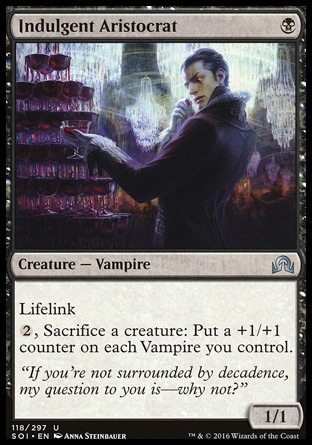 Indulgent Aristocrat
Creature — Vampire
Lifelink
2, Sacrifice a creature: Put a +1/+1
counter on each Vampire you control.
“If you're not surrounded by decadence,
my question to you is—why not?”
1/1
118/297 U
SOI • EN Anna Steinbauer
™ & © 2016 Wizards of the Coast